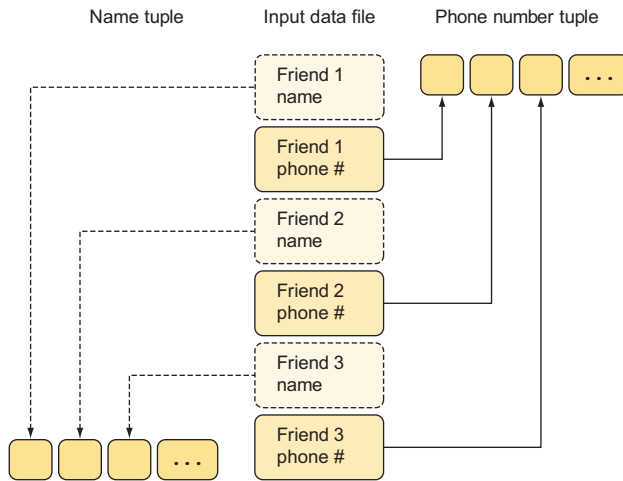 Name tuple
Input data file
Phone number tuple
Friend 1
name
Friend 1
phone #
Friend 2
name
Friend 2
phone #
Friend 3
name
Friend 3
phone #
...
...